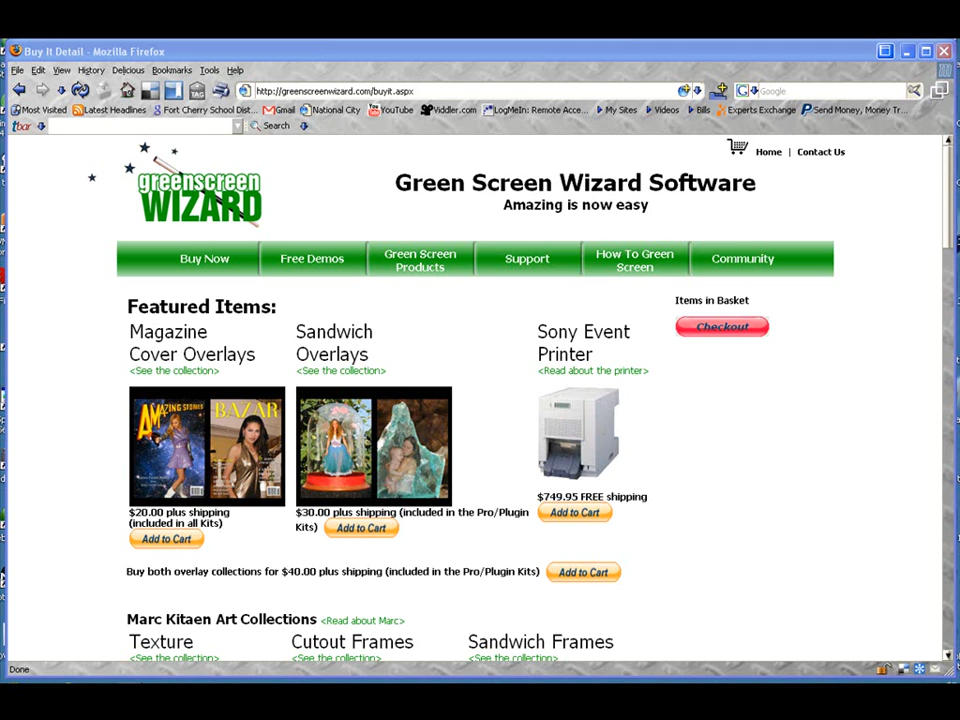 Buy It Detail - Mozilla Firefox
File Edit View History Delicious Bookmarks Tools Help
http://greenscreenwizard.com/buyit.aspx
Google
Most Visited Latest Headlines Fort Cherry School Dist... Gmail National City YouTube Viddler.com LogMeIn: Remote Acce... My Sites Videos Bills Experts Exchange Send Money, Money Tr...
tbar Search
Home | Contact Us
greenscreen
WIZARD
Green Screen Wizard Software
Amazing is now easy
Buy Now Free Demos Green Screen Products Support How To Green Screen Community
Featured Items:
Items in Basket
Checkout
Magazine
Cover Overlays
<See the collection>
Sandwich
Overlays
<See the collection>
Sony Event
Printer
<Read about the printer>
AMAZING STORIES
BAZAR
$20.00 plus shipping
(included in all Kits)
Add to Cart
$30.00 plus shipping (included in the Pro/Plugin
Kits) Add to Cart
$749.95 FREE shipping
Add to Cart
Buy both overlay collections for $40.00 plus shipping (included in the Pro/Plugin Kits) Add to Cart
Marc Kitaen Art Collections <Read about Marc>
Texture Cutout Frames Sandwich Frames
<See the collection> <See the collection> <See the collection>
Done